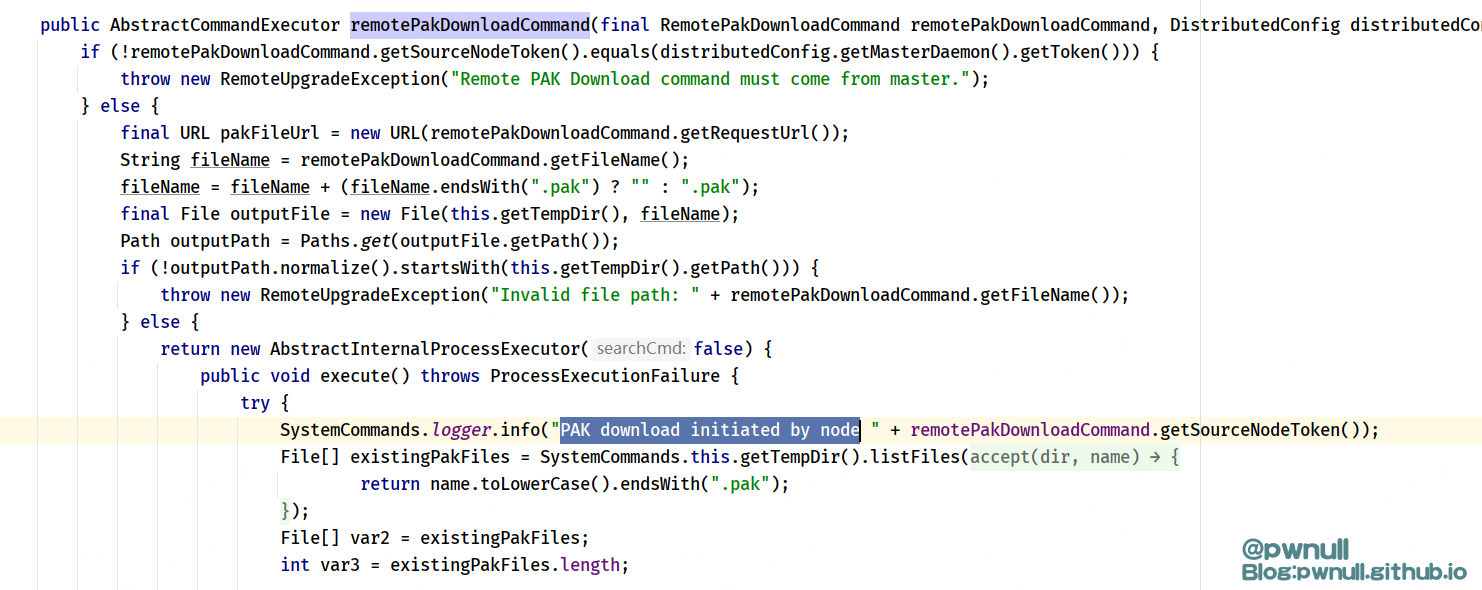 public AbstractCommandExecutor remotePakDownloadCommand(final RemotePakDownloadCommand remotePakDownloadCommand, DistributedConfig distributedCo
if (!remotePakDownloadCommand.getSourceNodeToken().equals(distributedConfig.getMasterDaemon().getToken())) {
throw new RemoteUpgradeException("Remote PAK Download command must come from master.");
} else {
final URL pakFileUrl = new URL(remotePakDownloadCommand.getRequestUrl());
String fileName = remotePakDownloadCommand.getFileName();
fileName = fileName + (fileName.endsWith(".pak") ? "" : ".pak");
final File outputFile = new File(this.getTempDir(), fileName);
Path outputPath = Paths.get(outputFile.getPath());
if (!outputPath.normalize().startsWith(this.getTempDir().getPath())) {
throw new RemoteUpgradeException("Invalid file path: " + remotePakDownloadCommand.getFileName());
} else {
return new AbstractInternalProcessExecutor( searchCmd: false) {
public void execute() throws ProcessExecutionFailure {
try {
SystemCommands.logger.info("PAK download initiated by node " + remotePakDownloadCommand.getSourceNodeToken());
File[] existingPakFiles = SystemCommands.this.getTempDir().listFiles(accept(dir, name) → {
return name.toLowerCase().endsWith(".pak");
});
File[] var2 = existingPakFiles;
int var3 = existingPakFiles.length;
@pwnull
Blog:pwnull.github.io